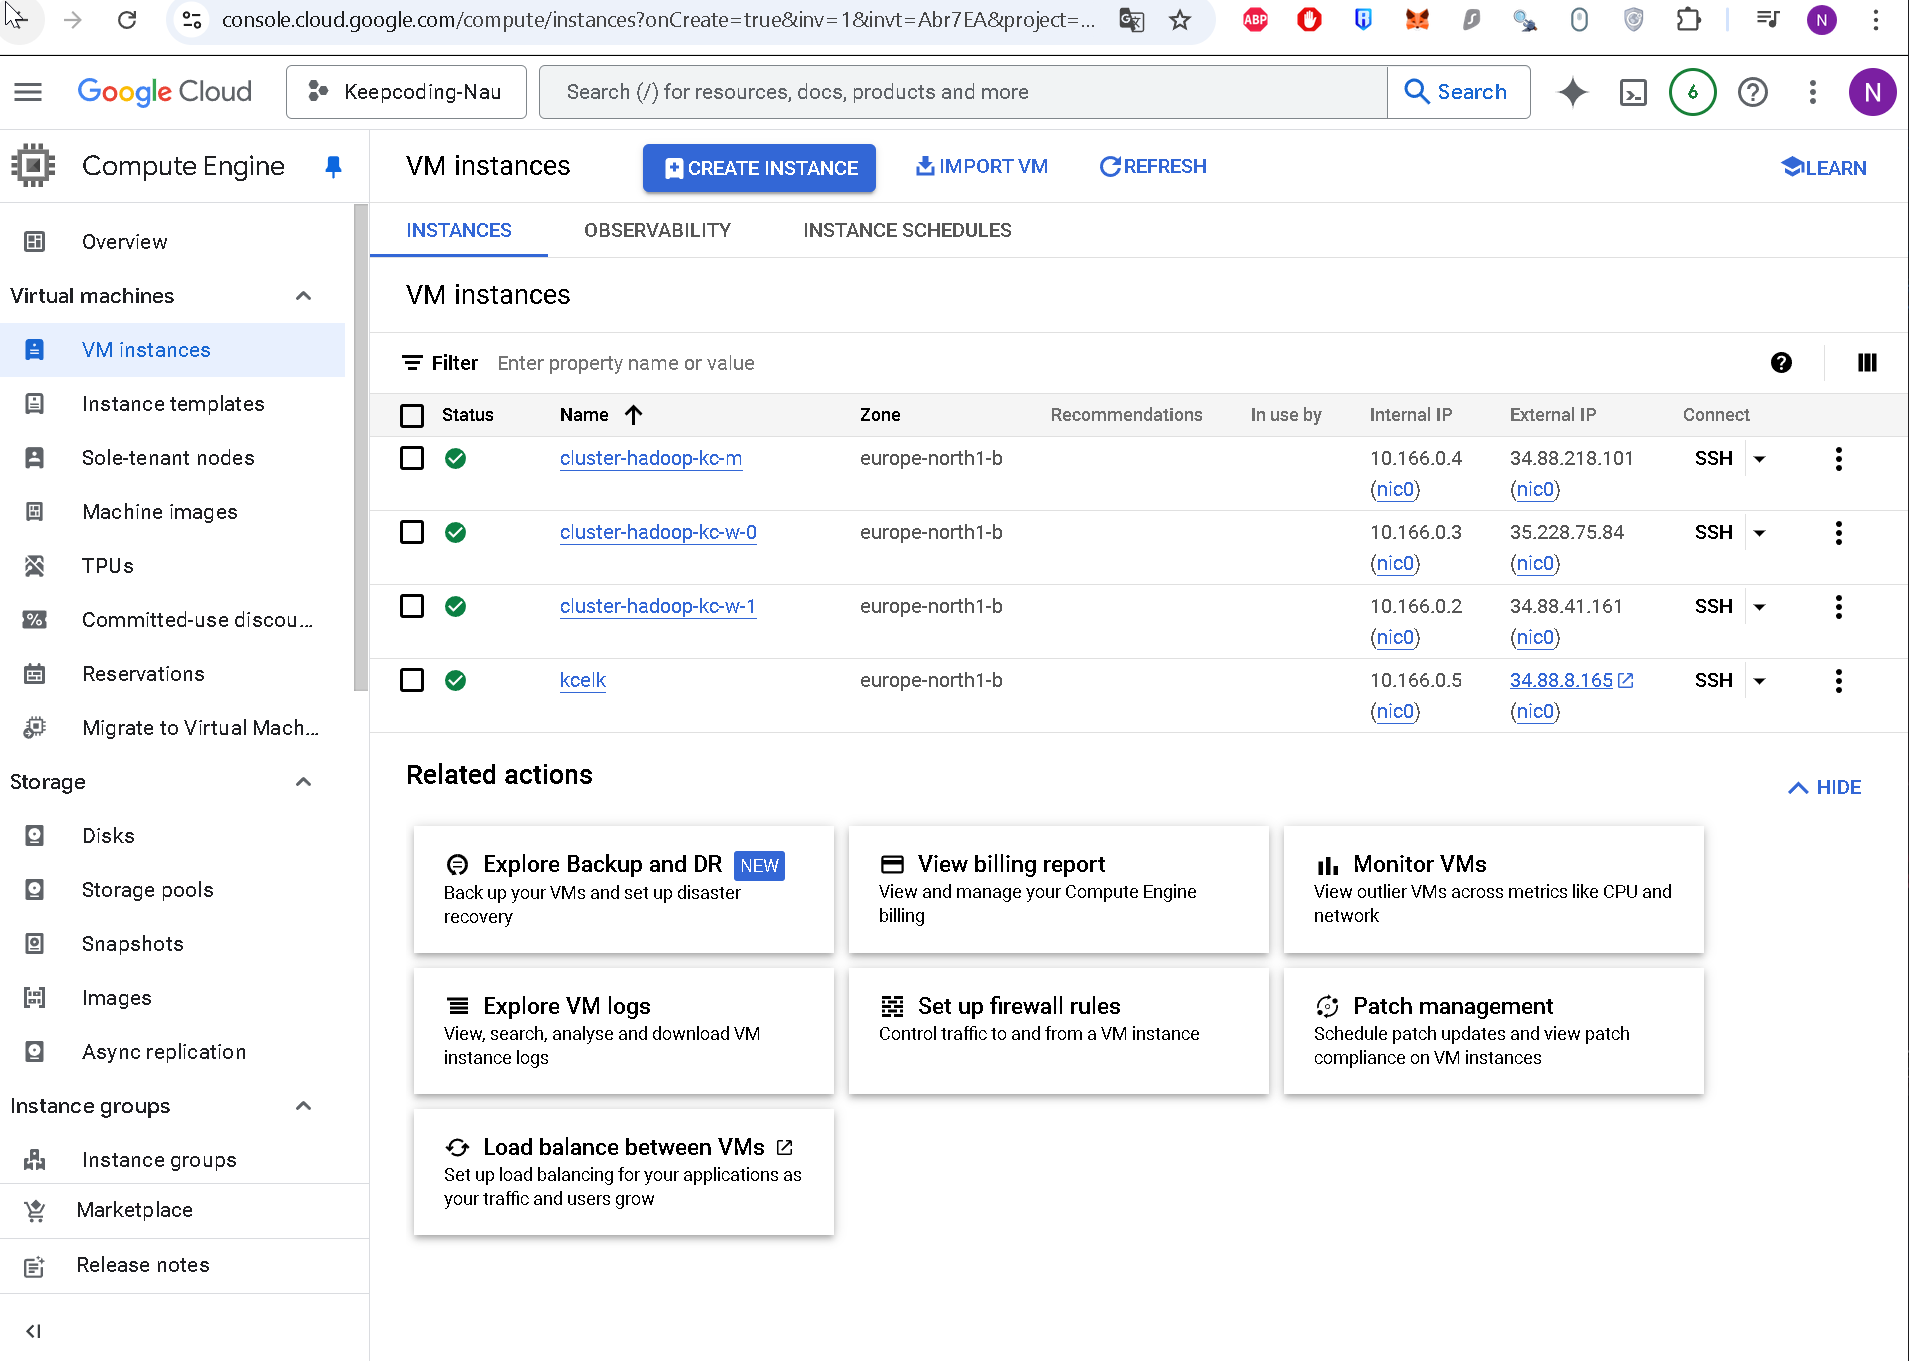 console.cloud.google.com/compute/instances?onCreate=true&inv=1&invt=Abr7EA&project=...
ABP
N
Google Cloud
Keepcoding-Nau
Search (/) for resources, docs, products and more
Search
6
N
Compute Engine
VM instances
CREATE INSTANCE
IMPORT VM
REFRESH
LEARN
Overview
Virtual machines
VM instances
Instance templates
Sole-tenant nodes
Machine images
TPUs
Committed-use discou...
Reservations
Migrate to Virtual Mach...
Storage
Disks
Storage pools
Snapshots
Images
Async replication
Instance groups
Instance groups
Marketplace
Release notes
INSTANCES OBSERVABILITY INSTANCE SCHEDULES
VM instances
Filter Enter property name or value
Status Name Zone Recommendations In use by Internal IP External IP Connect
cluster-hadoop-kc-m europe-north1-b 10.166.0.4 34.88.218.101 SSH
(nic0) (nic0)
cluster-hadoop-kc-w-0 europe-north1-b 10.166.0.3 35.228.75.84 SSH
(nic0) (nic0)
cluster-hadoop-kc-w-1 europe-north1-b 10.166.0.2 34.88.41.161 SSH
(nic0) (nic0)
kcelk europe-north1-b 10.166.0.5 34.88.8.165 SSH
(nic0) (nic0)
Related actions
HIDE
Explore Backup and DR NEW
Back up your VMs and set up disaster
recovery
View billing report
View and manage your Compute Engine
billing
Monitor VMs
View outlier VMs across metrics like CPU and
network
Explore VM logs
View, search, analyse and download VM
instance logs
Set up firewall rules
Control traffic to and from a VM instance
Patch management
Schedule patch updates and view patch
compliance on VM instances
Load balance between VMs
Set up load balancing for your applications as
your traffic and users grow